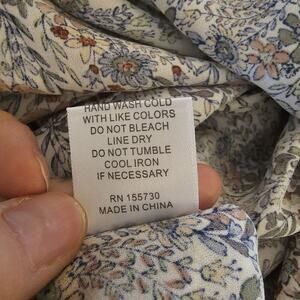 HAND WASH COLD
WITH LIKE COLORS
DO NOT BLEACH
LINE DRY
DO NOT TUMBLE
COOL IRON
IF NECESSARY
RN 155730
MADE IN CHINA